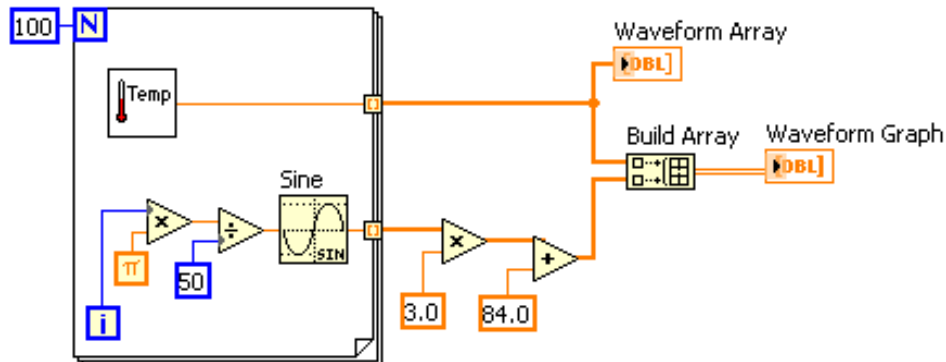 100
N
Waveform Array
DBL]
Temp
Build Array
Waveform Graph
[DBL]
Sine
×
÷
SIN
π
50
×
+
i
3.0
84.0